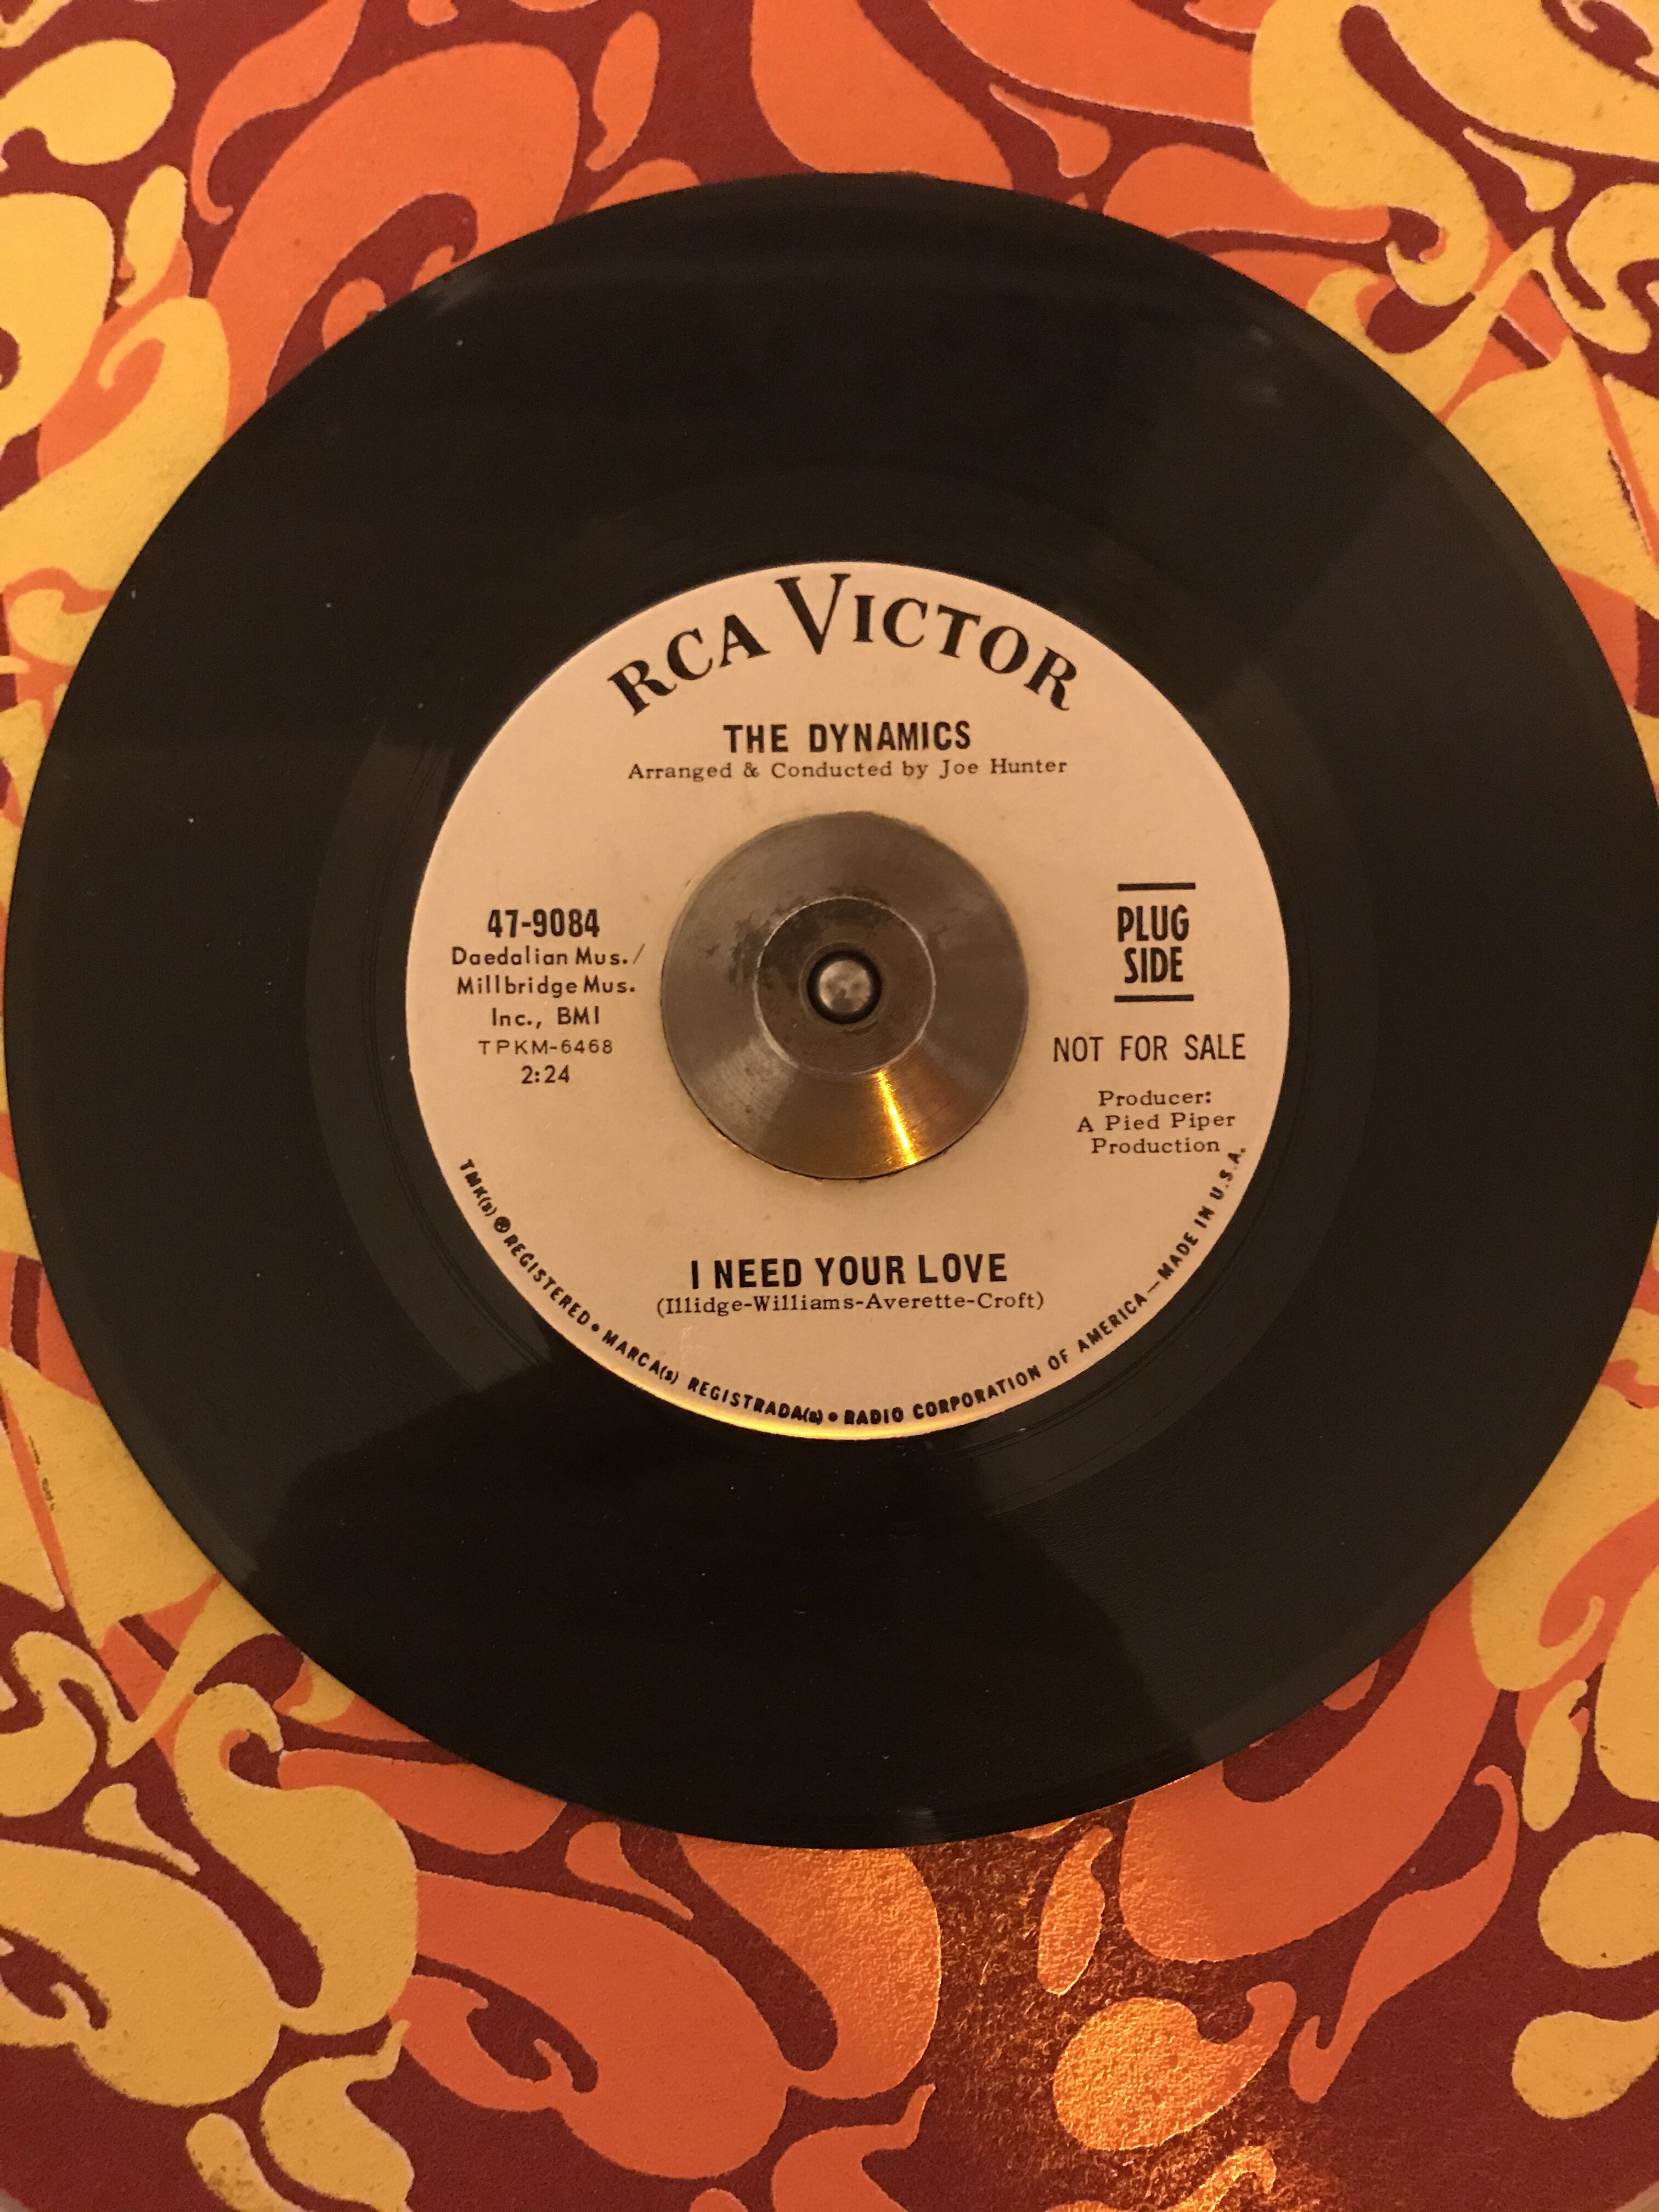 RCA VICTOR
THE DYNAMICS
Arranged & Conducted by Joe Hunter
47-9084
Daedalian Mus./
Millbridge Mus.
Inc., BMI
TPKM-6468
2:24
PLUG
SIDE
NOT FOR SALE
Producer:
A Pied Piper
Production
I NEED YOUR LOVE
(Illidge-Williams-Averette-Croft)
TMK(s) ® REGISTERED • MARCA(s) REGISTRADA(s) • RADIO CORPORATION OF AMERICA—MADE IN U.S.A.